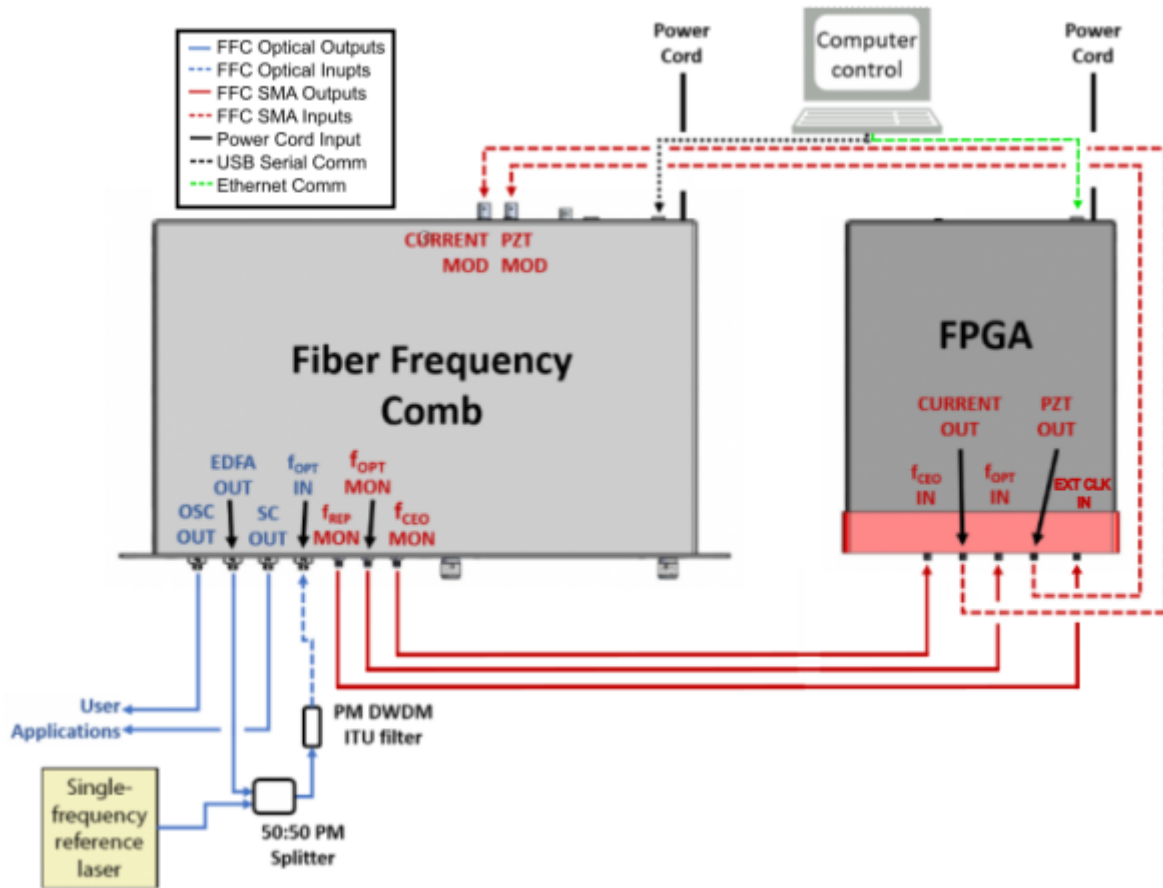 FFC Optical Outputs
FFC Optical Inupts
FFC SMA Outputs
FFC SMA Inputs
Power Cord Input
USB Serial Comm
Ethernet Comm
Power
Cord
Computer
control
Power
Cord
CURRENT
MOD
PZT
MOD
Fiber Frequency
Comb
FPGA
CURRENT
OUT
PZT
OUT
EDFA
OUT
fOPT
IN
fOPT
MON
OSC
OUT
SC
OUT
fREP
MON
fCEO
MON
fCEO
IN
fOPT
IN
EXT CLK
IN
User
Applications
PM DWDM
ITU filter
Single-
frequency
reference
laser
50:50 PM
Splitter